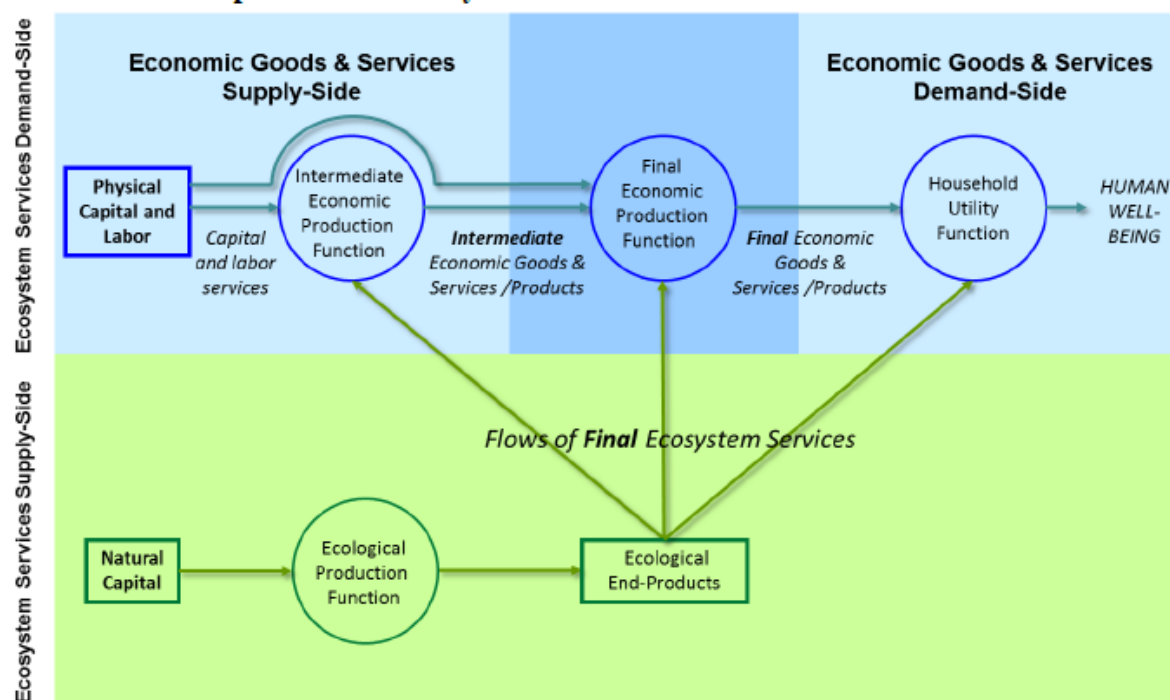 Economic Goods & Services
Supply-Side
Economic Goods & Services
Demand-Side
Ecosystem Services Demand-Side
Physical
Capital and
Labor
Capital
and labor
services
Intermediate
Economic
Production
Function
Intermediate
Economic Goods &
Services /Products
Final
Economic
Production
Function
Final Economic
Goods &
Services /Products
Household
Utility
Function
HUMAN
WELL-
BEING
Flows of Final Ecosystem Services
Ecosystem Services Supply-Side
Natural
Capital
Ecological
Production
Function
Ecological
End-Products